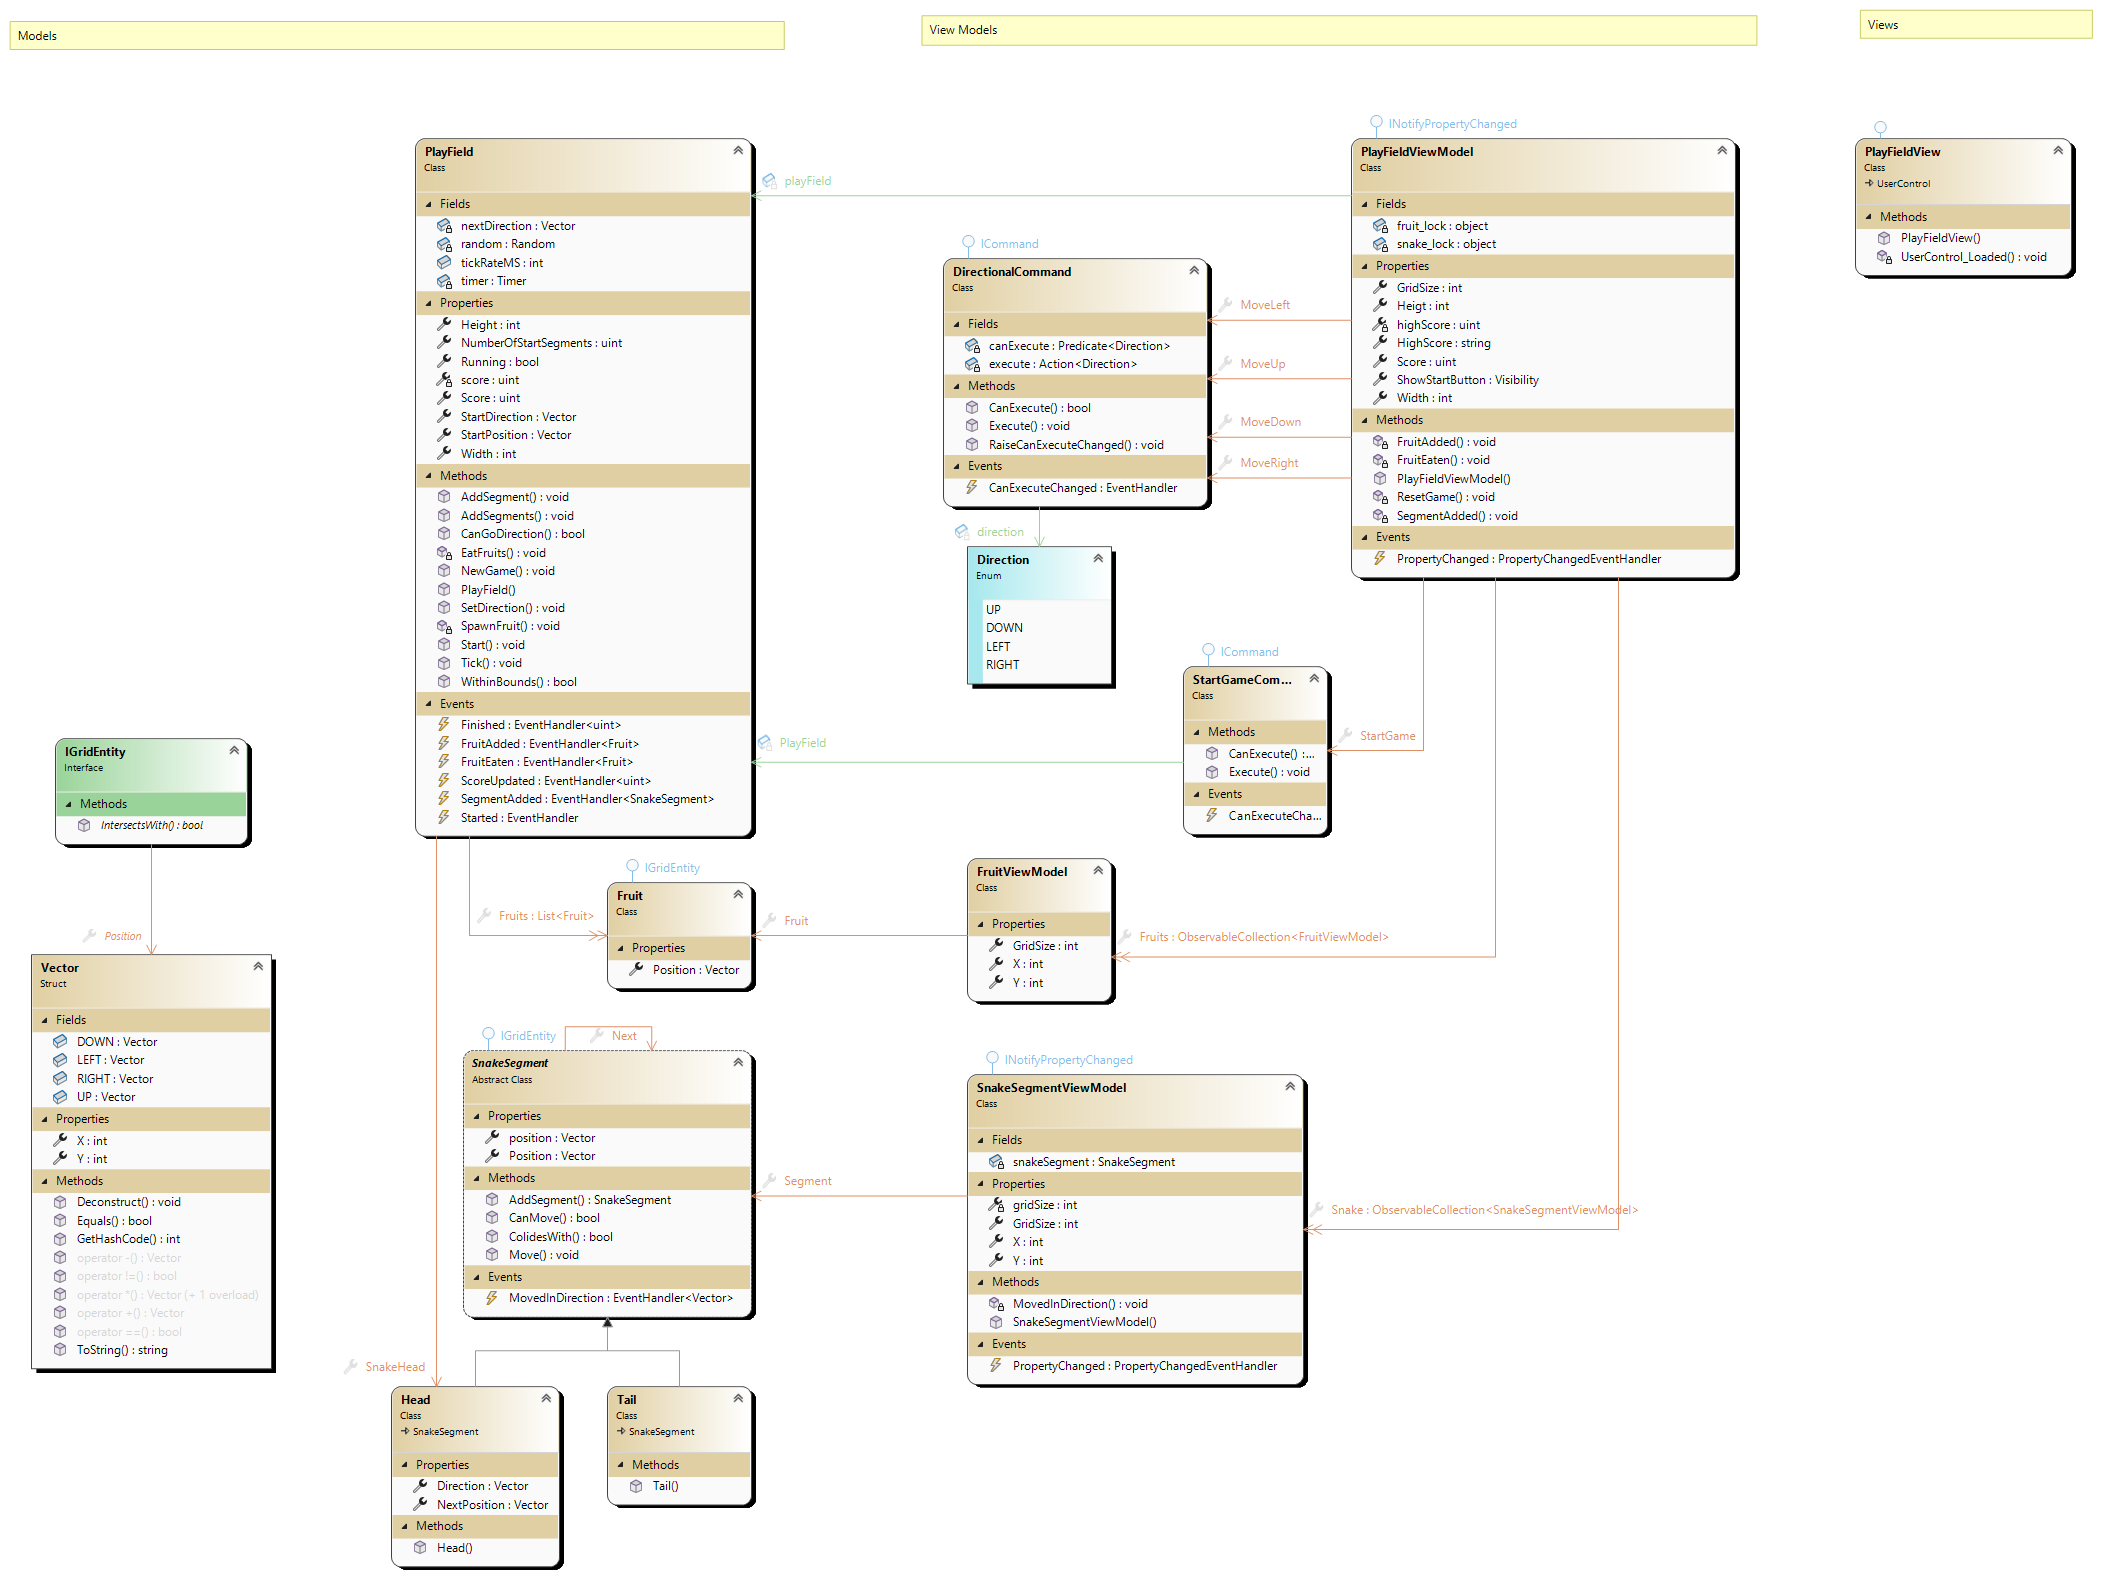 Models
View Models
Views
PlayField
Class
Fields
nextDirection : Vector
random : Random
tickRateMS : int
timer : Timer
Properties
Height : int
NumberOfStartSegments : uint
Running : bool
score : uint
Score : uint
StartDirection : Vector
StartPosition : Vector
Width : int
Methods
AddSegment() : void
AddSegments() : void
CanGoDirection() : bool
EatFruits() : void
NewGame() : void
PlayField()
SetDirection() : void
SpawnFruit() : void
Start() : void
Tick() : void
WithinBounds() : bool
Events
Finished : EventHandler<uint>
FruitAdded : EventHandler<Fruit>
FruitEaten : EventHandler<Fruit>
ScoreUpdated : EventHandler<uint>
SegmentAdded : EventHandler<SnakeSegment>
Started : EventHandler
playField
ICommand
DirectionalCommand
Class
Fields
canExecute : Predicate<Direction>
execute : Action<Direction>
Methods
CanExecute() : bool
Execute() : void
RaiseCanExecuteChanged() : void
Events
CanExecuteChanged : EventHandler
MoveLeft
MoveUp
MoveDown
MoveRight
direction
Direction
Enum
UP
DOWN
LEFT
RIGHT
INotifyPropertyChanged
PlayFieldViewModel
Class
Fields
fruit_lock : object
snake_lock : object
Properties
GridSize : int
Heigt : int
highScore : uint
HighScore : string
Score : uint
ShowStartButton : Visibility
Width : int
Methods
FruitAdded() : void
FruitEaten() : void
PlayFieldViewModel()
ResetGame() : void
SegmentAdded() : void
Events
PropertyChanged : PropertyChangedEventHandler
PlayFieldView
Class
UserControl
Methods
PlayFieldView()
UserControl_Loaded() : void
ICommand
StartGameCom...
Class
Methods
CanExecute() :...
Execute() : void
Events
CanExecuteCha...
StartGame
PlayField
IGridEntity
Interface
Methods
IntersectsWith() : bool
Position
Vector
Struct
Fields
DOWN : Vector
LEFT : Vector
RIGHT : Vector
UP : Vector
Properties
X : int
Y : int
Methods
Deconstruct() : void
Equals() : bool
GetHashCode() : int
operator -() : Vector
operator !=() : bool
operator *() : Vector (+ 1 overload)
operator +() : Vector
operator ==() : bool
ToString() : string
IGridEntity
Fruit
Class
Properties
Position : Vector
Fruits : List<Fruit>
Fruit
FruitViewModel
Class
Properties
GridSize : int
X : int
Y : int
Fruits : ObservableCollection<FruitViewModel>
IGridEntity
Next
SnakeSegment
Abstract Class
Properties
position : Vector
Position : Vector
Methods
AddSegment() : SnakeSegment
CanMove() : bool
ColidesWith() : bool
Move() : void
Events
MovedInDirection : EventHandler<Vector>
Segment
INotifyPropertyChanged
SnakeSegmentViewModel
Class
Fields
snakeSegment : SnakeSegment
Properties
gridSize : int
GridSize : int
X : int
Y : int
Methods
MovedInDirection() : void
SnakeSegmentViewModel()
Events
PropertyChanged : PropertyChangedEventHandler
Snake : ObservableCollection<SnakeSegmentViewModel>
SnakeHead
Head
Class
SnakeSegment
Properties
Direction : Vector
NextPosition : Vector
Methods
Head()
Tail
Class
SnakeSegment
Methods
Tail()